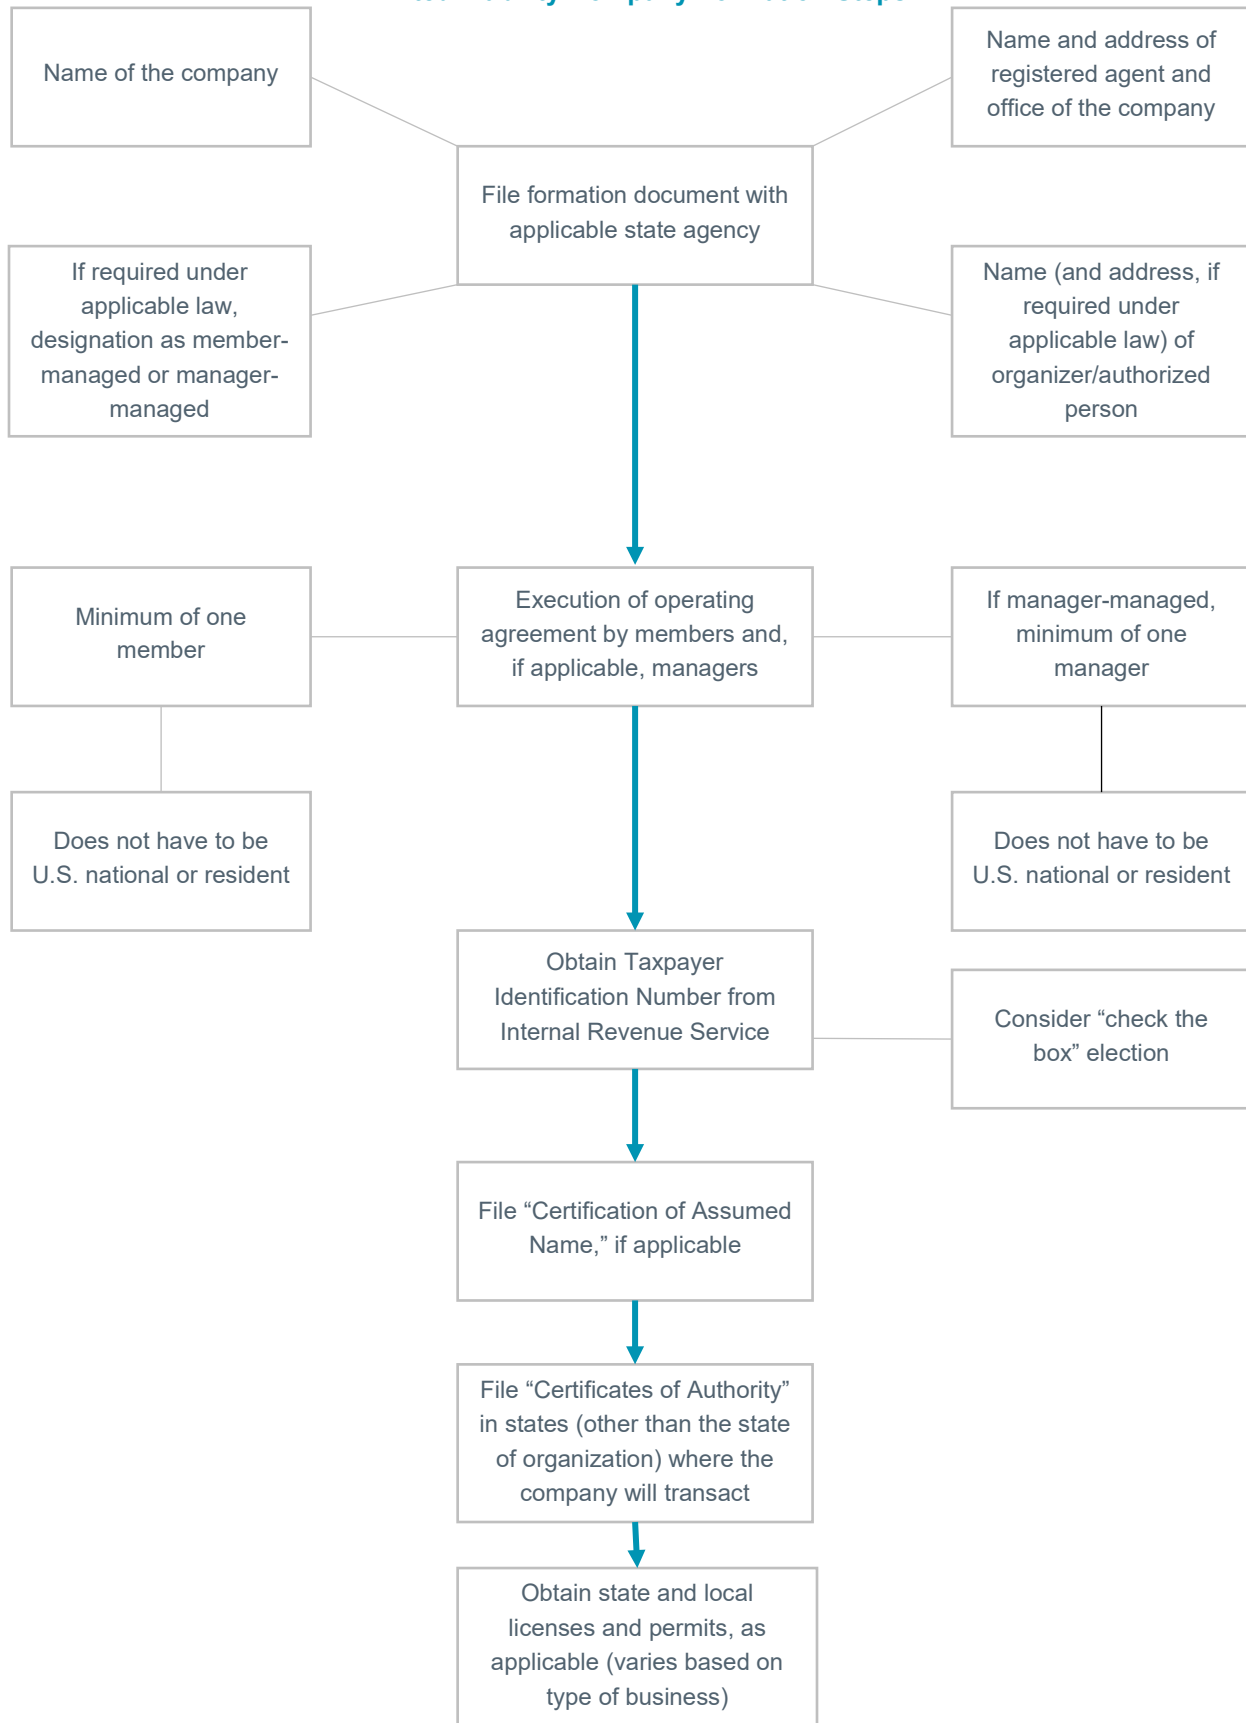 Company Formation Steps
Name of the company
Name and address of
registered agent and
office of the company
File formation document with
applicable state agency
If required under
applicable law,
designation as member-
managed or manager-
managed
Name (and address, if
required under
applicable law) of
organizer/authorized
person
Minimum of one
member
Execution of operating
agreement by members and,
if applicable, managers
If manager-managed,
minimum of one
manager
Does not have to be
U.S. national or resident
Does not have to be
U.S. national or resident
Obtain Taxpayer
Identification Number from
Internal Revenue Service
Consider “check the
box” election
File “Certification of Assumed
Name,” if applicable
File “Certificates of Authority”
in states (other than the state
of organization) where the
company will transact
Obtain state and local
licenses and permits, as
applicable (varies based on
type of business)